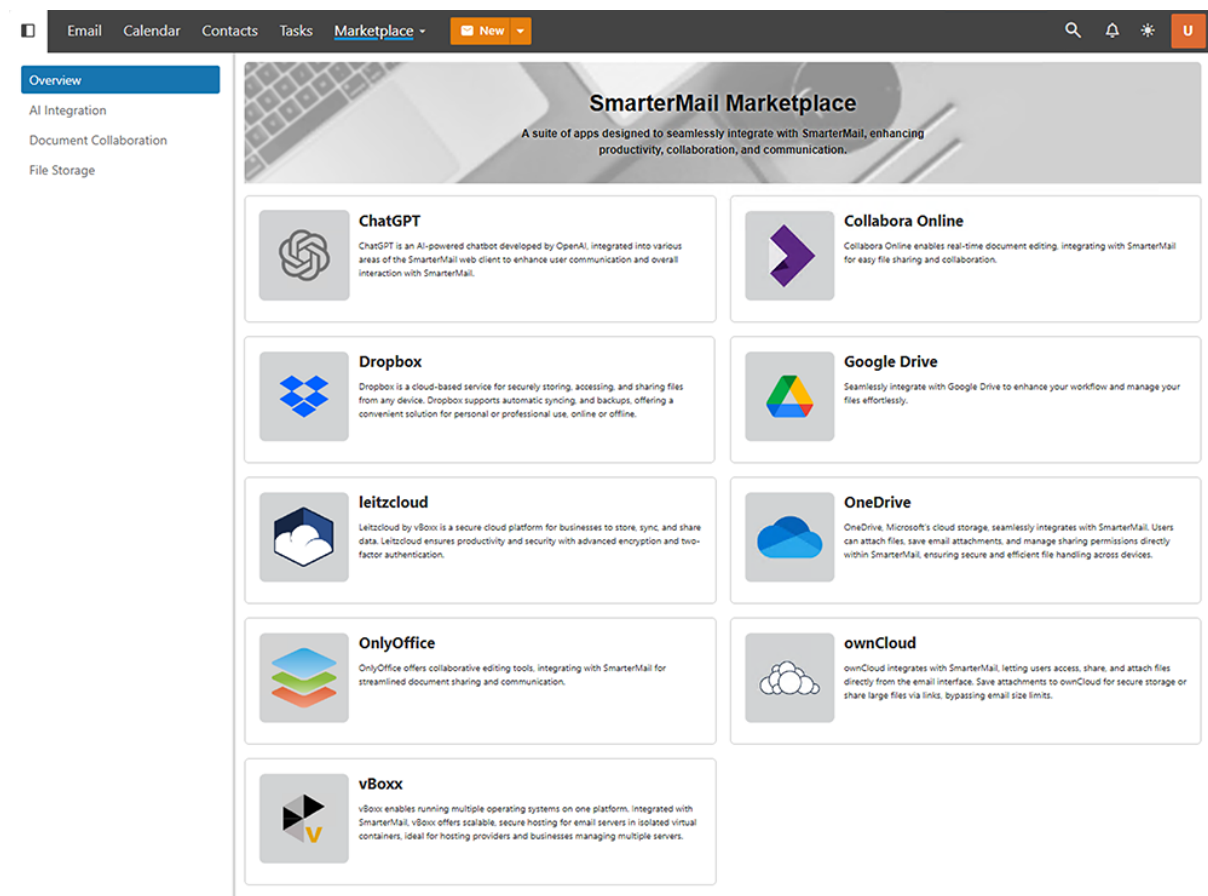 Email Calendar Contacts Tasks Marketplace New U
Overview
AI Integration
Document Collaboration
File Storage
SmarterMail Marketplace
A suite of apps designed to seamlessly integrate with SmarterMail, enhancing
productivity, collaboration, and communication.
ChatGPT
ChatGPT is an AI-powered chatbot developed by OpenAI, integrated into various
areas of the SmarterMail web client to enhance user communication and overall
interaction with SmarterMail.
Collabora Online
Collabora Online enables real-time document editing, integrating with SmarterMail
for easy file sharing and collaboration.
Dropbox
Dropbox is a cloud-based service for securely storing, accessing, and sharing files
from any device. Dropbox supports automatic syncing, and backups, offering a
convenient solution for personal or professional use, online or offline.
Google Drive
Seamlessly integrate with Google Drive to enhance your workflow and manage your
files effortlessly.
leitzcloud
Leitzcloud by vBoxx is a secure cloud platform for businesses to store, sync, and share
data. Leitzcloud ensures productivity and security with advanced encryption and two-
factor authentication.
OneDrive
OneDrive, Microsoft's cloud storage, seamlessly integrates with SmarterMail. Users
can attach files, save email attachments, and manage sharing permissions directly
within SmarterMail, ensuring secure and efficient file handling across devices.
OnlyOffice
OnlyOffice offers collaborative editing tools, integrating with SmarterMail for
streamlined document sharing and communication.
ownCloud
ownCloud integrates with SmarterMail, letting users access, share, and attach files
directly from the email interface. Save attachments to ownCloud for secure storage or
share large files via links, bypassing email size limits.
V
vBoxx
vBoxx enables running multiple operating systems on one platform. Integrated with
SmarterMail, vBoxx offers scalable, secure hosting for email servers in isolated virtual
containers, ideal for hosting providers and businesses managing multiple servers.